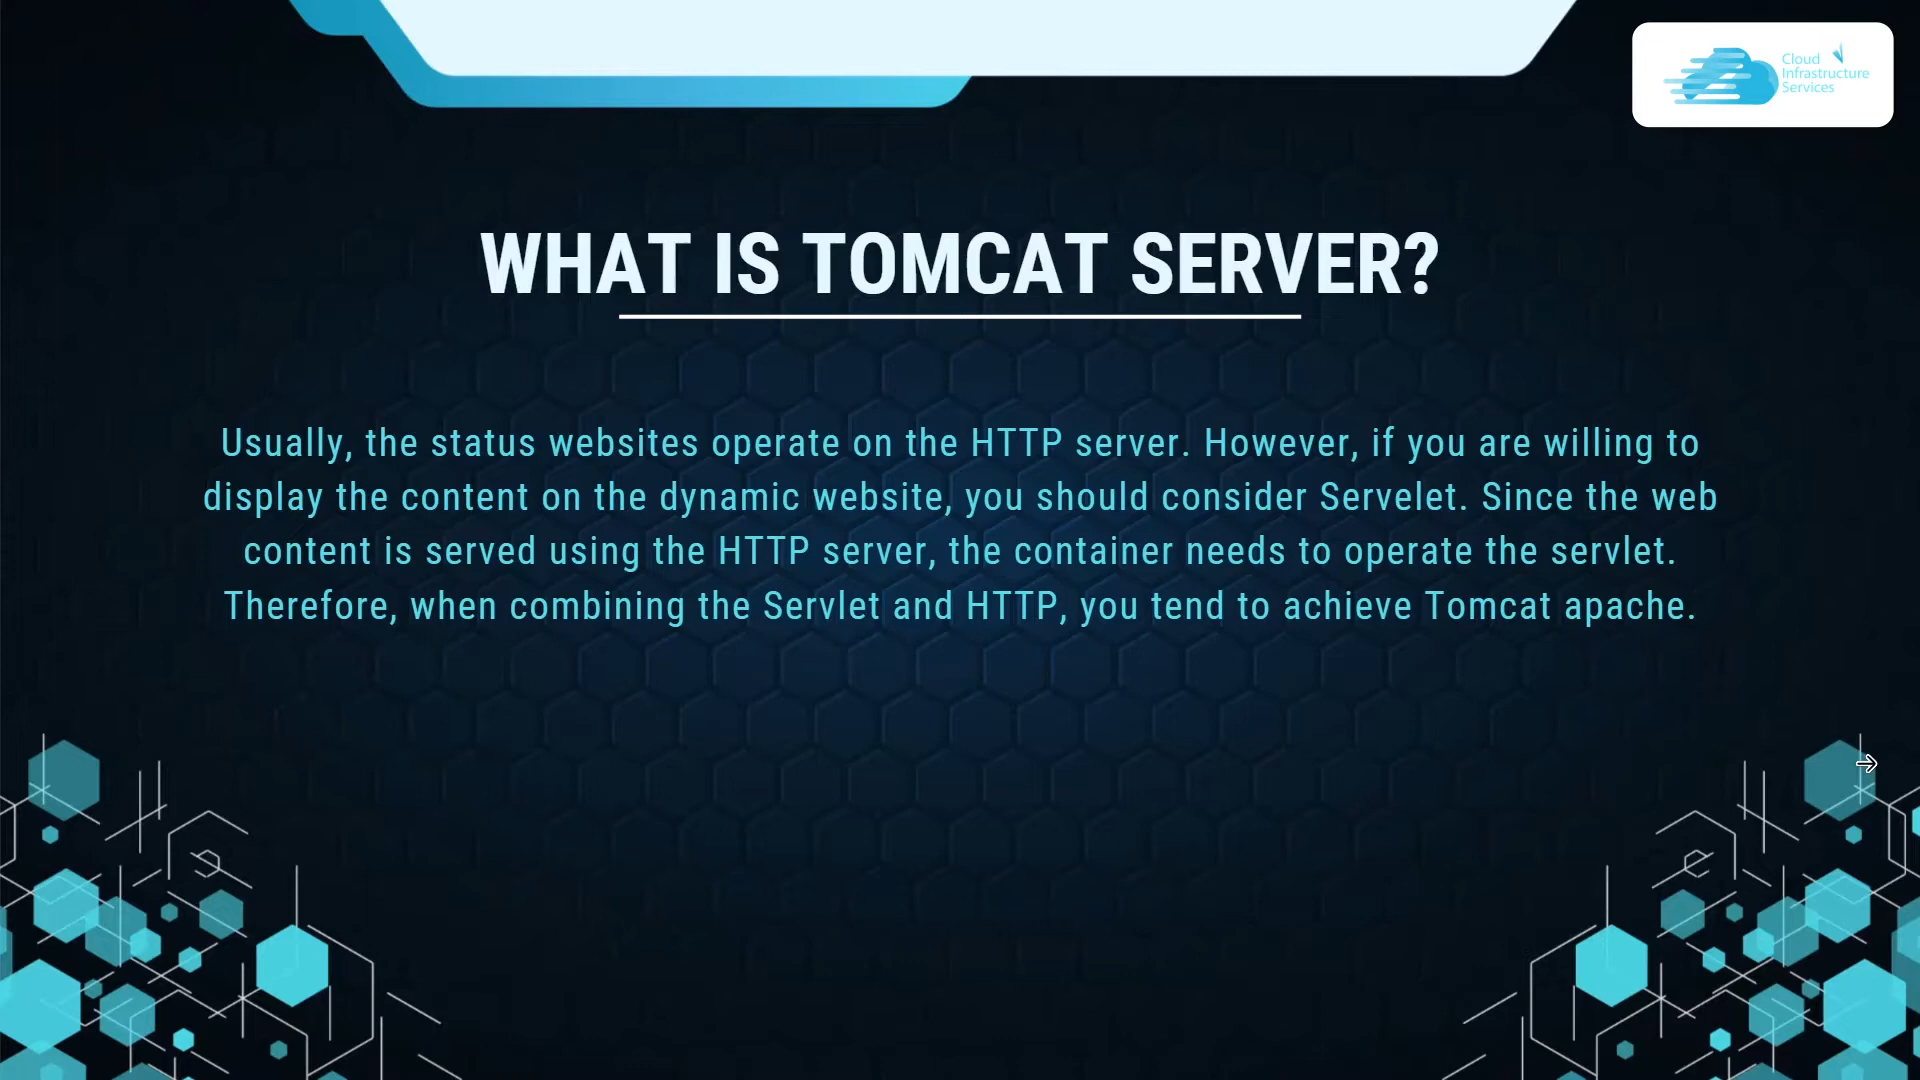 Cloud
Infrastructure
Services
WHAT IS TOMCAT SERVER?
Usually, the status websites operate on the HTTP server. However, if you are willing to
display the content on the dynamic website, you should consider Servelet. Since the web
content is served using the HTTP server, the container needs to operate the servlet.
Therefore, when combining the Servlet and HTTP, you tend to achieve Tomcat apache.